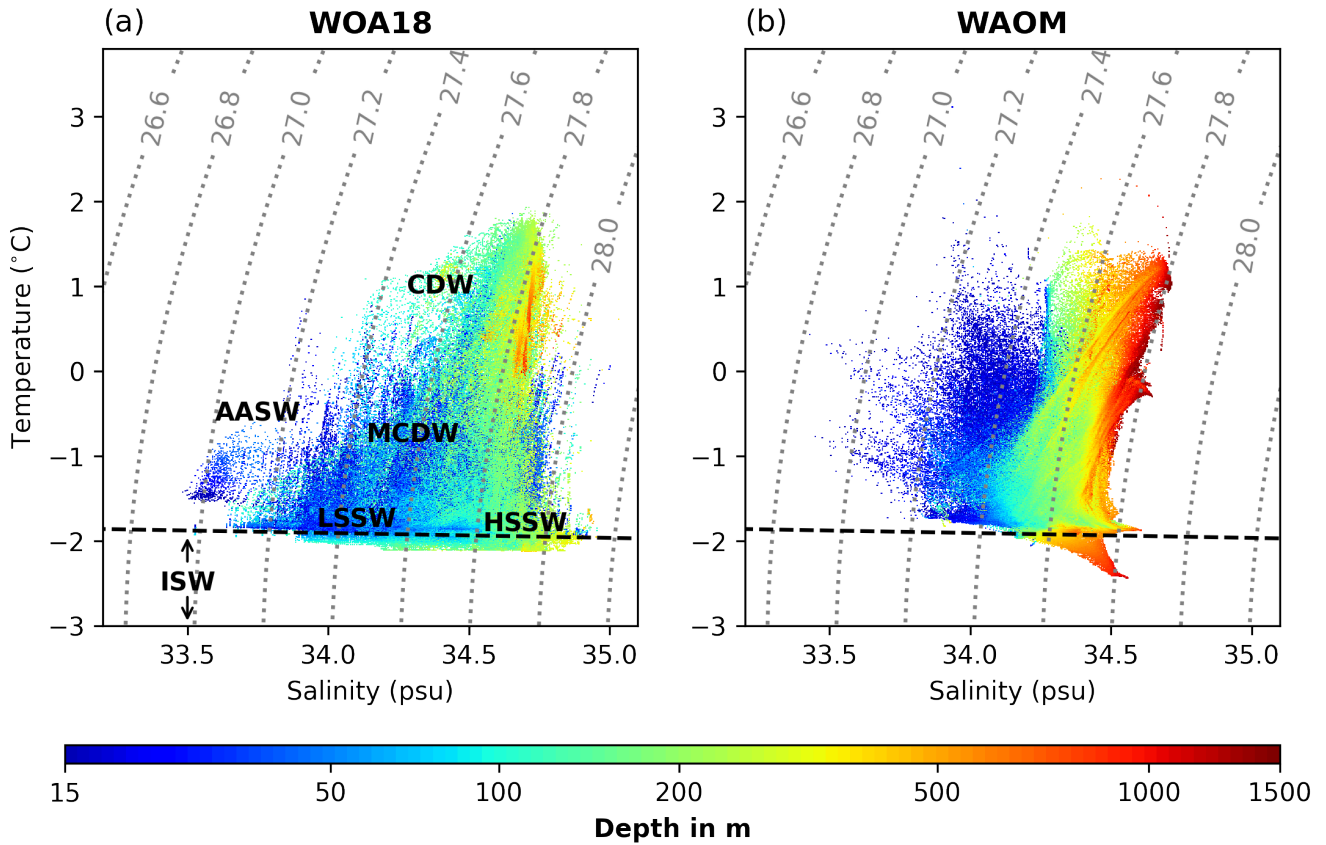 (a) WOA18
(b) WAOM
26.6 26.8 27.0 27.2 27.4 27.6 27.8 28.0
26.6 26.8 27.0 27.2 27.4 27.6 27.8 28.0
Temperature (°C)
3
2
1
0
−1
−2
−3
CDW
AASW
MCDW
LSSW
HSSW
ISW
33.5 34.0 34.5 35.0
Salinity (psu)
3
2
1
0
−1
−2
−3
33.5 34.0 34.5 35.0
Salinity (psu)
15 50 100 200 500 1000 1500
Depth in m